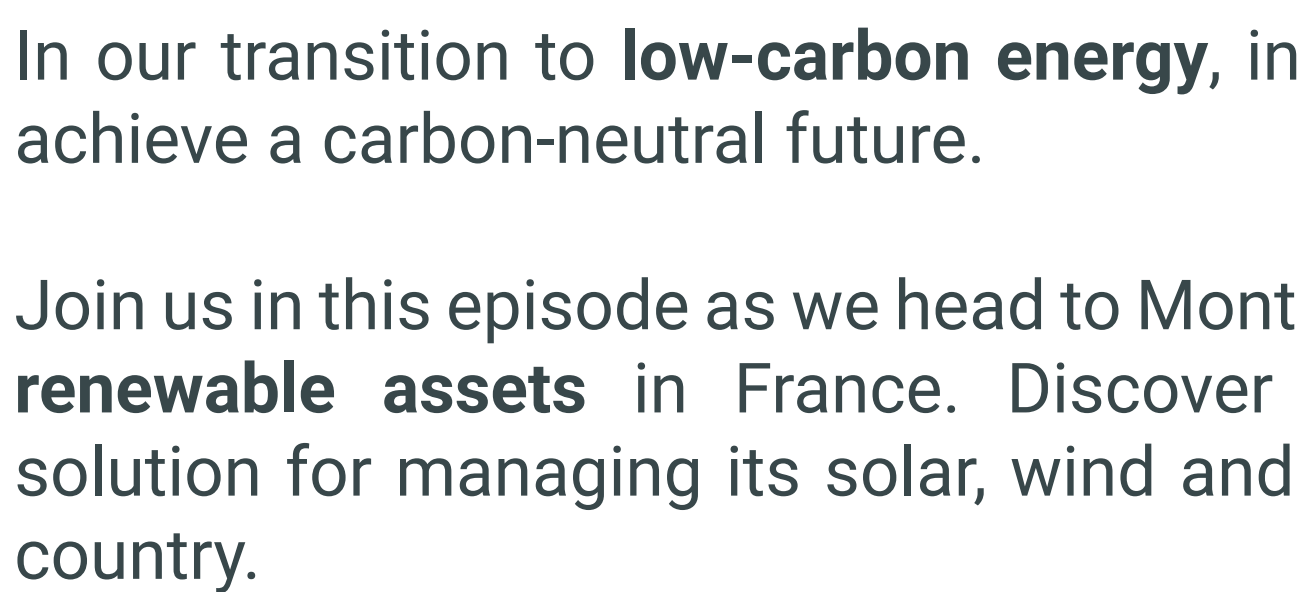 In our transition to low-carbon energy, in
achieve a carbon-neutral future.
Join us in this episode as we head to Mont
renewable assets in France. Discover
solution for managing its solar, wind and
country.